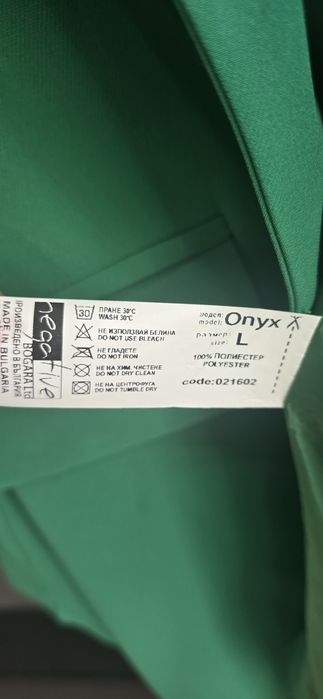 negative
BOGARA Ltd
ПРОИЗВЕДЕНО В БЪЛГАРИЯ
MADE IN BULGARIA
30
ПРАНЕ 30°C
WASH 30°C
НЕ ИЗПОЛЗВАЙ БЕЛИНА
DO NOT USE BLEACH
НЕ ГЛАДЕТЕ
DO NOT IRON
НЕ НА ХИМ. ЧИСТЕНЕ
DO NOT DRY CLEAN
НЕ НА ЦЕНТРОФУГА
DO NOT TUMBLE DRY
модел:
model: Onyx
размер:
size: L
100% ПОЛИЕСТЕР
POLYESTER
code:021602